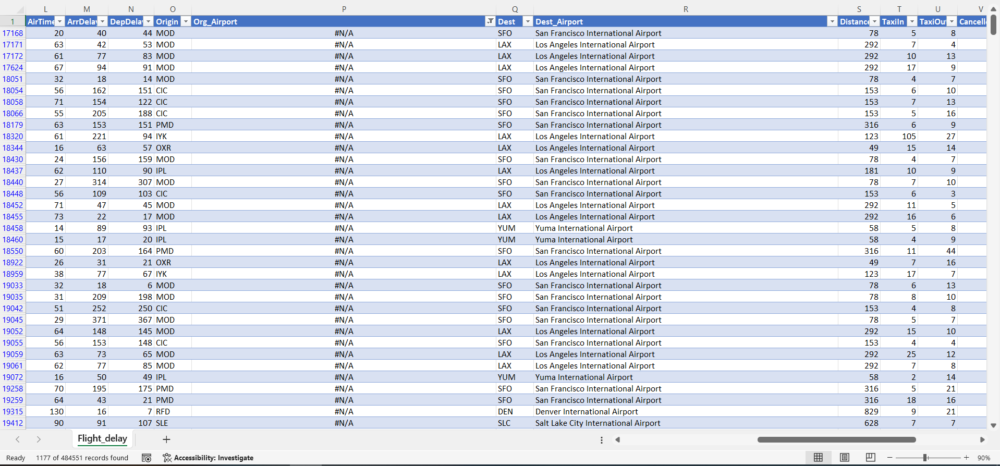 L M N O P Q R S T U V
1 AirTime ArrDelay DepDelay Origin Org_Airport Dest Dest_Airport Distance TaxiIn TaxiOut Cancell
17168 20 40 44 MOD #N/A SFO San Francisco International Airport 78 5 8
17171 63 42 53 MOD #N/A LAX Los Angeles International Airport 292 7 4
17172 61 77 83 MOD #N/A LAX Los Angeles International Airport 292 10 13
17624 67 94 91 MOD #N/A LAX Los Angeles International Airport 292 17 9
18051 32 18 14 MOD #N/A SFO San Francisco International Airport 78 4 7
18054 56 162 151 CIC #N/A SFO San Francisco International Airport 153 6 10
18058 71 154 122 CIC #N/A SFO San Francisco International Airport 153 7 13
18066 55 205 188 CIC #N/A SFO San Francisco International Airport 153 5 16
18179 63 153 151 PMD #N/A SFO San Francisco International Airport 316 6 9
18320 61 221 94 IYK #N/A LAX Los Angeles International Airport 123 105 27
18344 16 63 57 OXR #N/A LAX Los Angeles International Airport 49 15 14
18430 24 156 159 MOD #N/A SFO San Francisco International Airport 78 4 7
18437 62 110 90 IPL #N/A LAX Los Angeles International Airport 181 10 9
18440 27 314 307 MOD #N/A SFO San Francisco International Airport 78 7 10
18448 56 109 103 CIC #N/A SFO San Francisco International Airport 153 6 3
18452 71 47 45 MOD #N/A LAX Los Angeles International Airport 292 11 5
18455 73 22 17 MOD #N/A LAX Los Angeles International Airport 292 16 6
18458 14 89 93 IPL #N/A YUM Yuma International Airport 58 5 8
18460 15 17 20 IPL #N/A YUM Yuma International Airport 58 4 9
18550 60 203 164 PMD #N/A SFO San Francisco International Airport 316 11 44
18922 26 31 21 OXR #N/A LAX Los Angeles International Airport 49 7 16
18959 38 77 67 IYK #N/A LAX Los Angeles International Airport 123 17 7
19033 32 18 6 MOD #N/A SFO San Francisco International Airport 78 6 13
19035 31 209 198 MOD #N/A SFO San Francisco International Airport 78 8 10
19042 51 252 250 CIC #N/A SFO San Francisco International Airport 153 4 8
19045 29 371 367 MOD #N/A SFO San Francisco International Airport 78 5 7
19052 64 148 145 MOD #N/A LAX Los Angeles International Airport 292 15 10
19055 56 153 148 CIC #N/A SFO San Francisco International Airport 153 4 4
19059 63 73 65 MOD #N/A LAX Los Angeles International Airport 292 25 12
19061 62 77 85 MOD #N/A LAX Los Angeles International Airport 292 7 8
19072 16 50 49 IPL #N/A YUM Yuma International Airport 58 2 14
19258 70 195 175 PMD #N/A SFO San Francisco International Airport 316 5 21
19259 64 43 21 PMD #N/A SFO San Francisco International Airport 316 18 16
19315 130 16 7 RFD #N/A DEN Denver International Airport 829 9 21
19412 90 91 107 SLE #N/A SLC Salt Lake City International Airport 628 7 7
Flight_delay
Ready 1177 of 484551 records found Accessibility: Investigate 90%